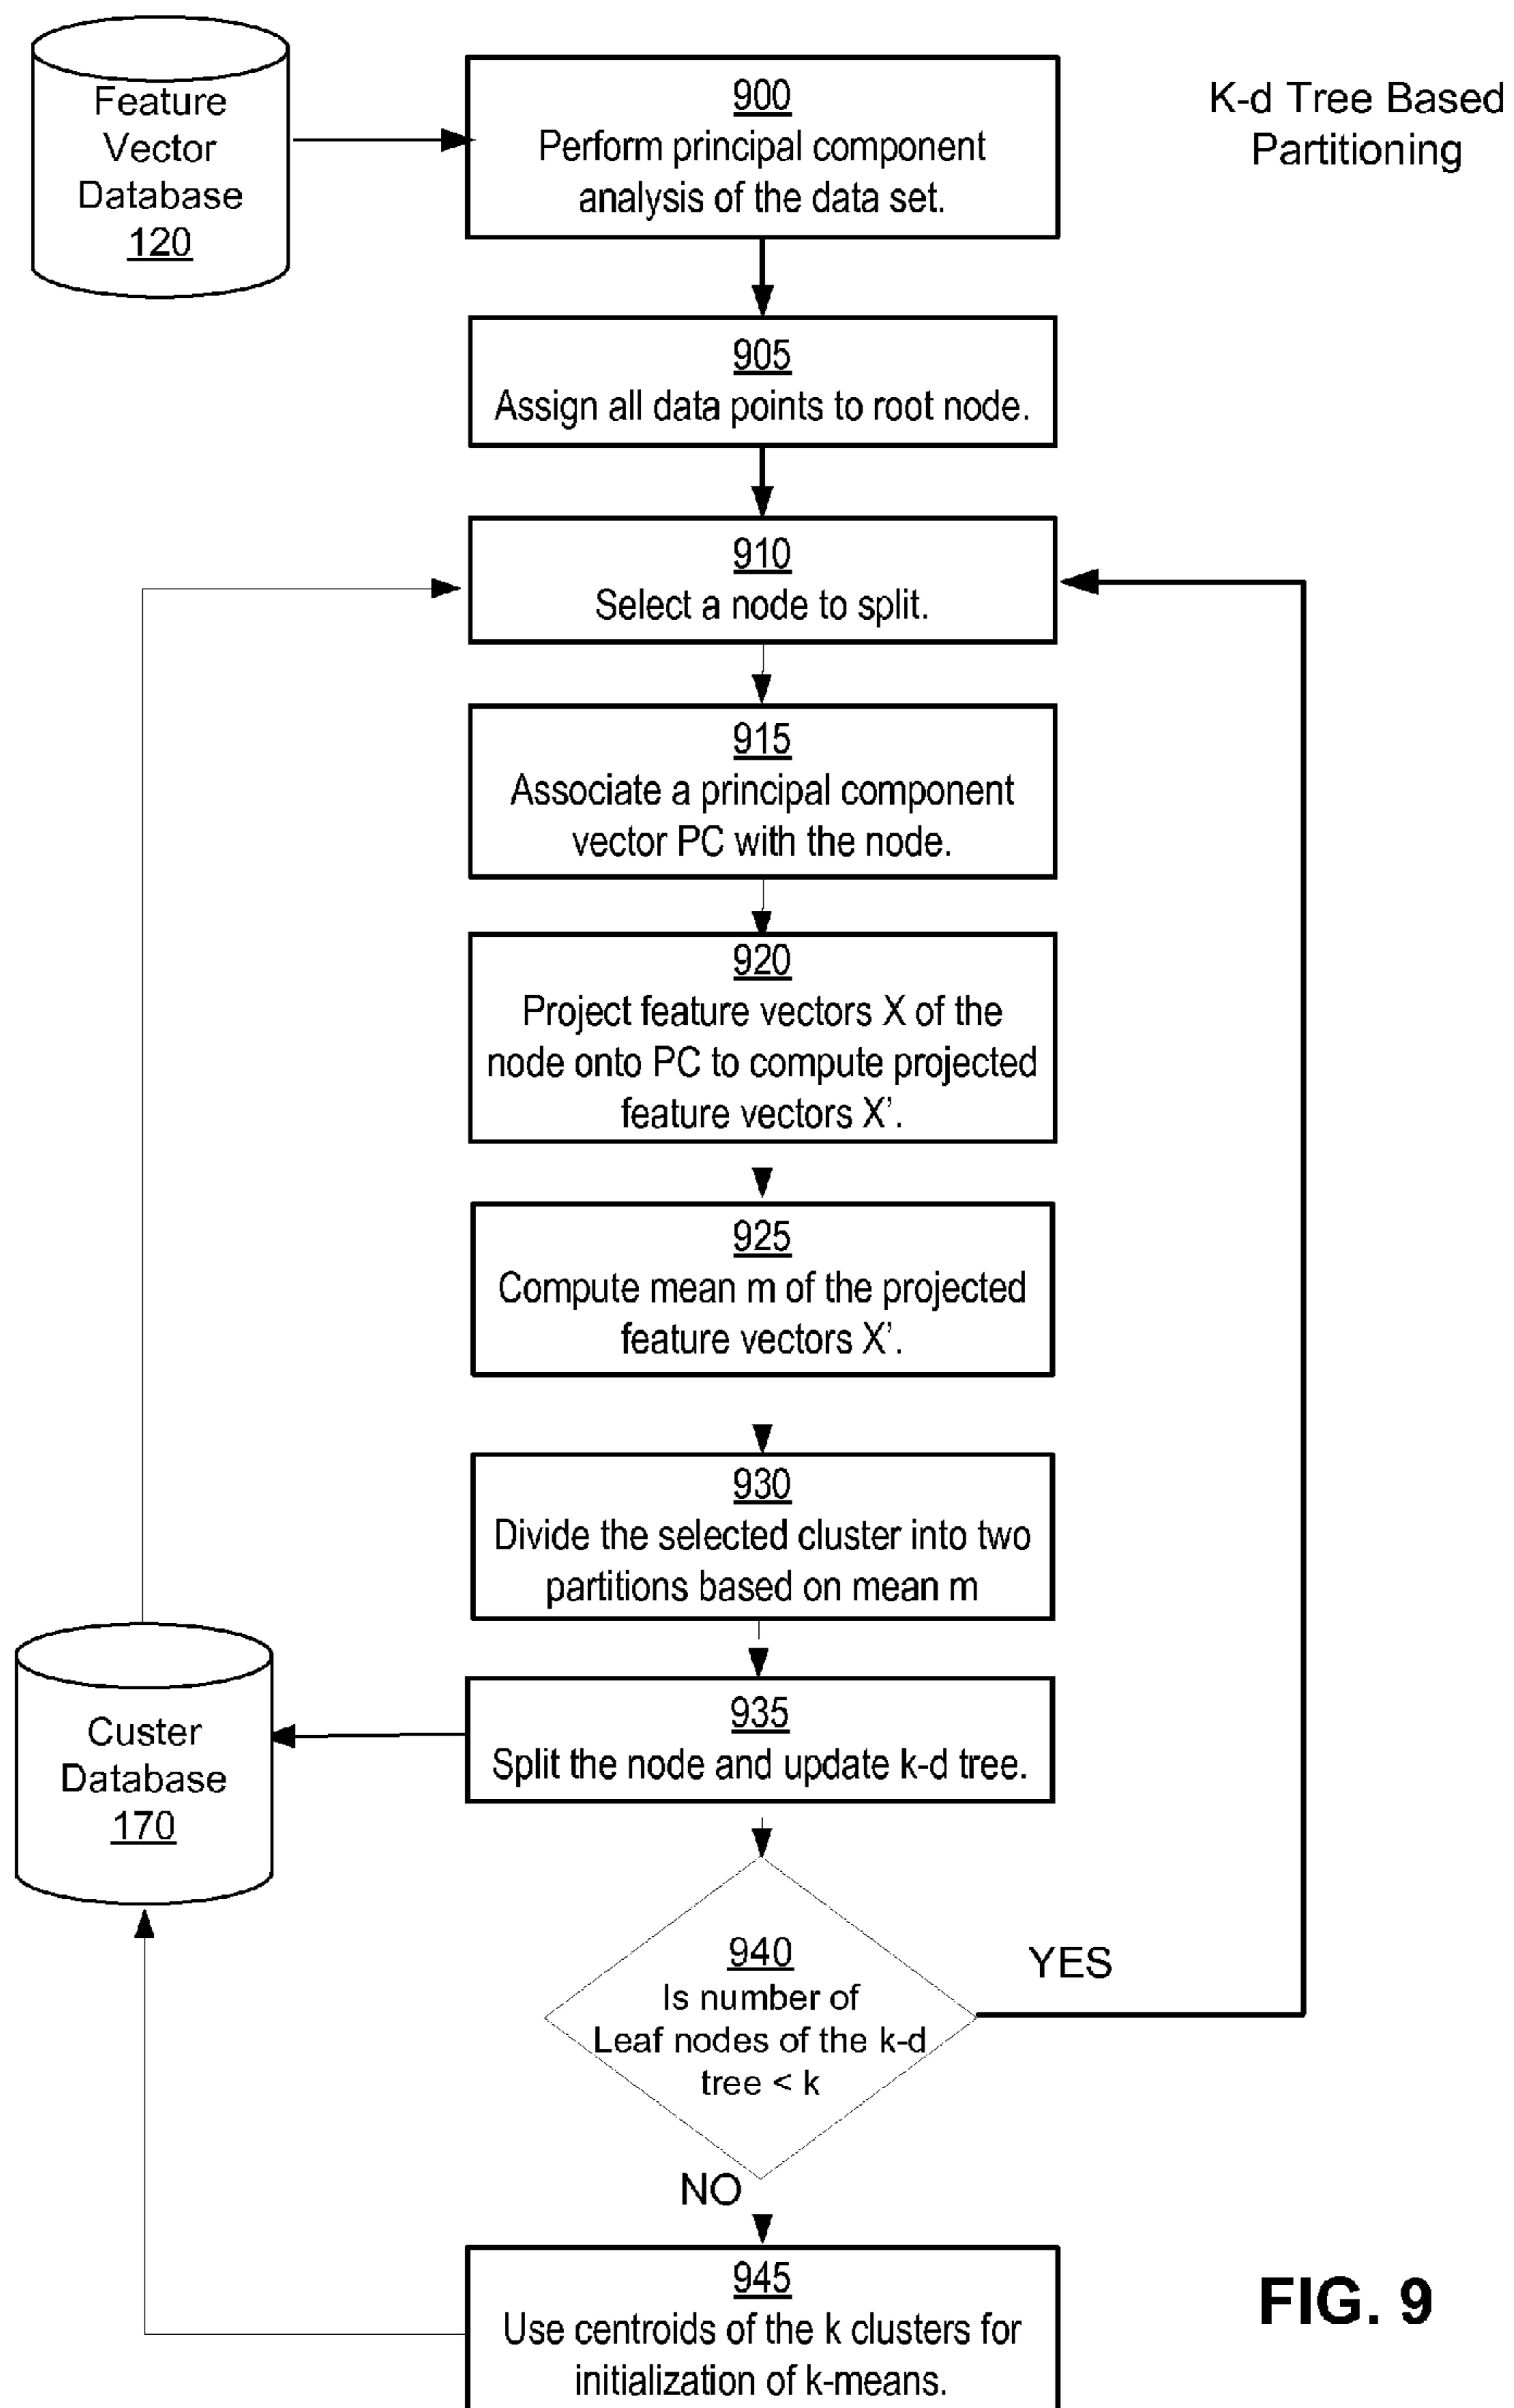 Feature
Vector
Database
120
900
Perform principal component
analysis of the data set.
K-d Tree Based
Partitioning
905
Assign all data points to root node.
910
Select a node to split.
915
Associate a principal component
vector PC with the node.
920
Project feature vectors X of the
node onto PC to compute projected
feature vectors X’.
925
Compute mean m of the projected
feature vectors X’.
930
Divide the selected cluster into two
partitions based on mean m
935
Split the node and update k-d tree.
Custer
Database
170
940
Is number of
Leaf nodes of the k-d
tree < k
YES
NO
945
Use centroids of the k clusters for
initialization of k-means.
FIG. 9